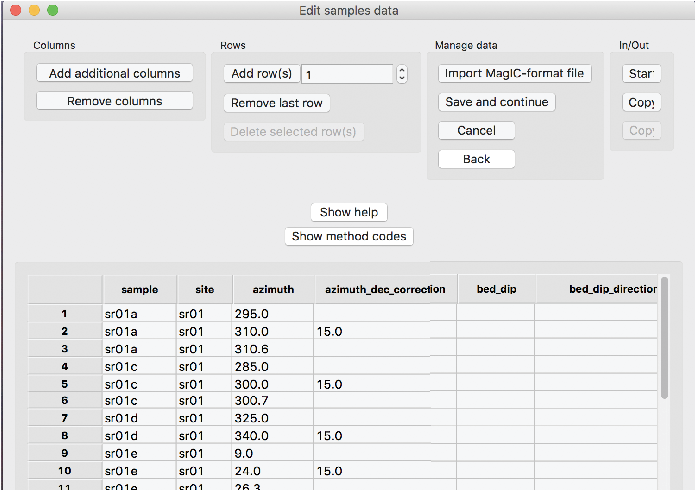 Edit samples data
Columns
Rows
Manage data
In/Out
Add additional columns
Add row(s)
1
Import MagIC-format file
Remove columns
Remove last row
Save and continue
Copy
Delete selected row(s)
Cancel
Copy
Back
Show help
Show method codes
sample site azimuth azimuth_dec_correction bed_dip bed_dip_direction
1 sr01a sr01 295.0
2 sr01a sr01 310.0 15.0
3 sr01a sr01 310.6
4 sr01c sr01 285.0
5 sr01c sr01 300.0 15.0
6 sr01c sr01 300.7
7 sr01d sr01 325.0
8 sr01d sr01 340.0 15.0
9 sr01e sr01 9.0
10 sr01e sr01 24.0 15.0
11 sr01e sr01 26.3